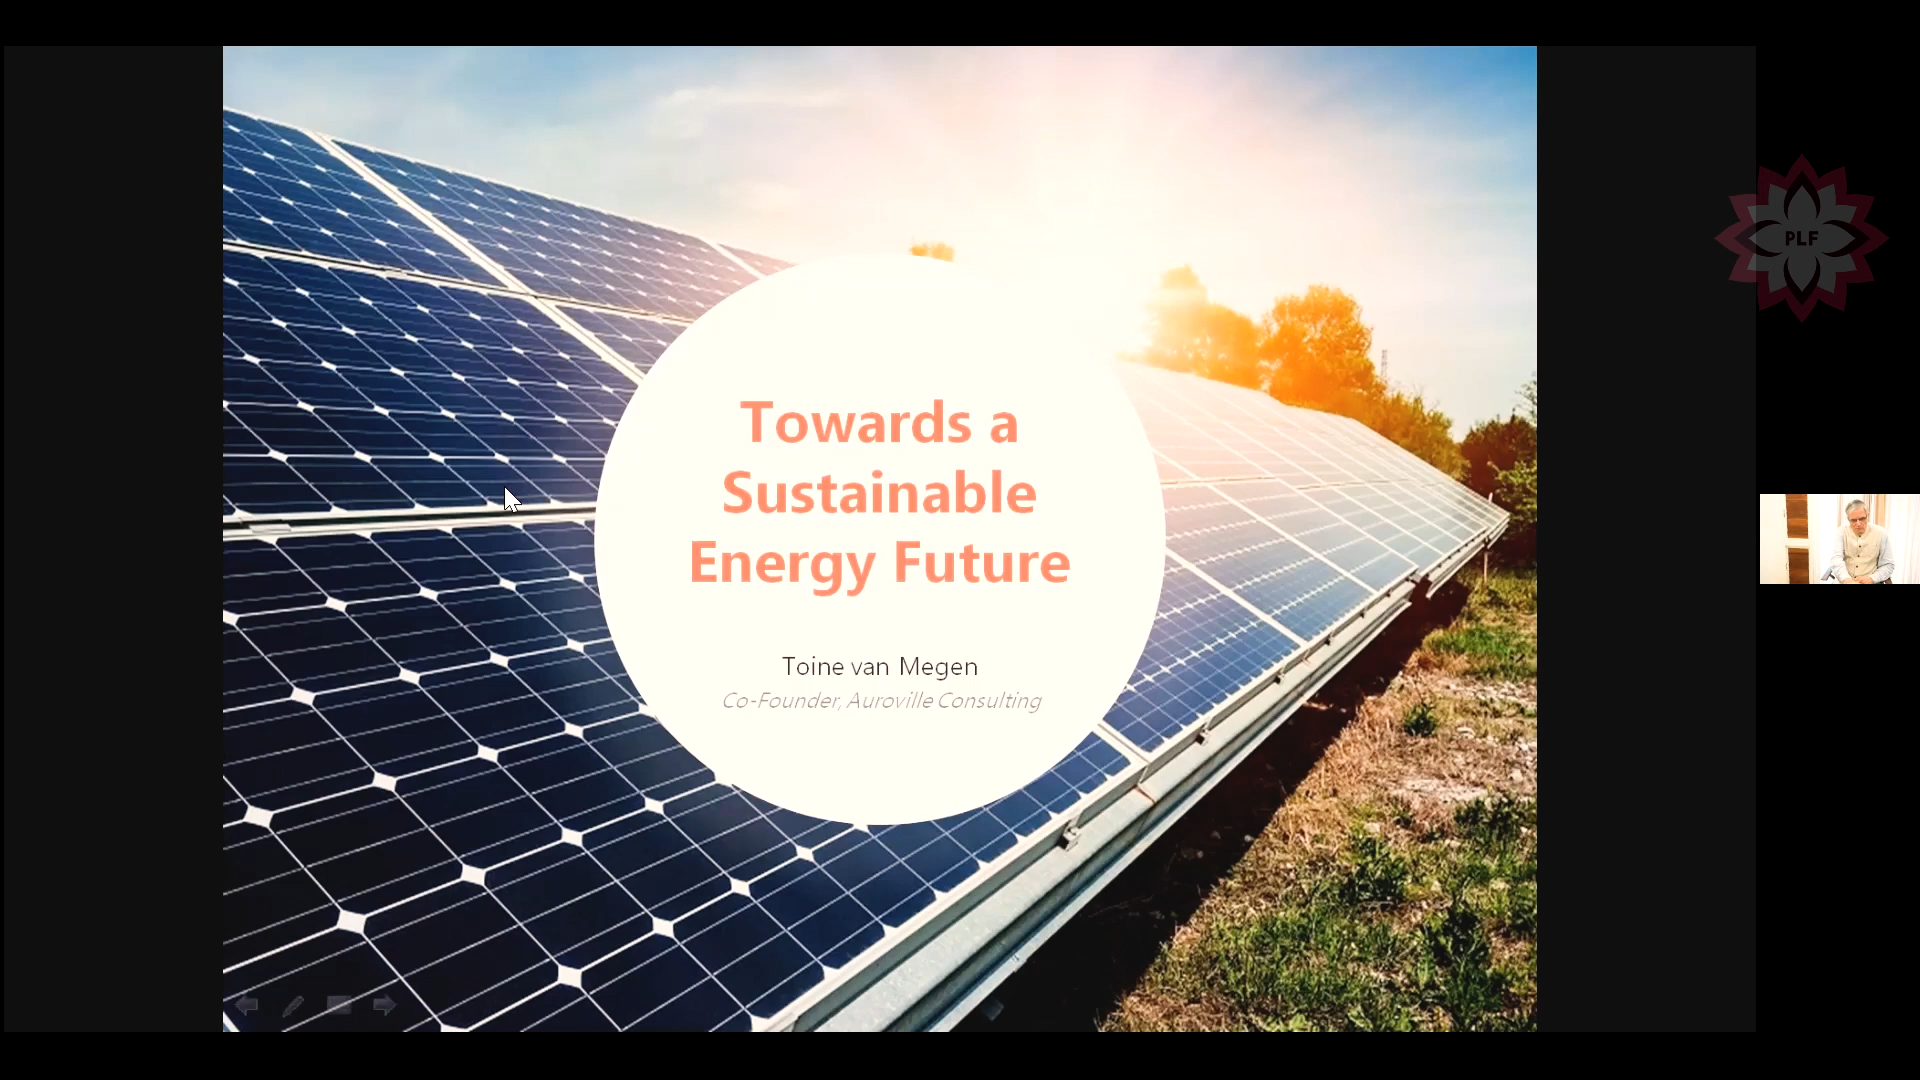 Towards a
Sustainable
Energy Future
Toine van Megen
Co-Founder, Auroville Consulting
PLF